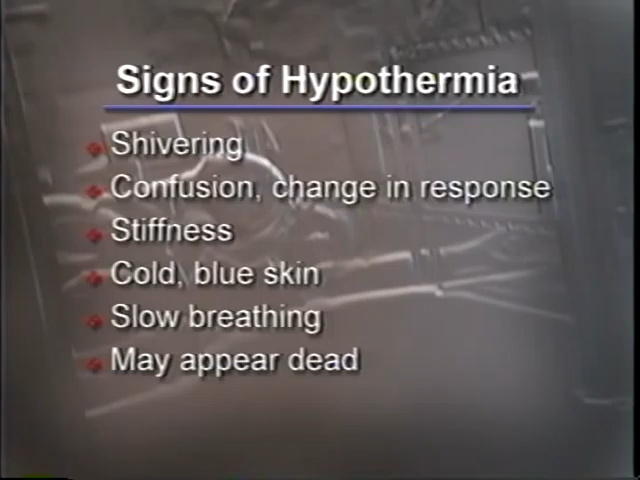 Signs of Hypothermia
Shivering
Confusion, change in response
Stiffness
Cold, blue skin
Slow breathing
May appear dead